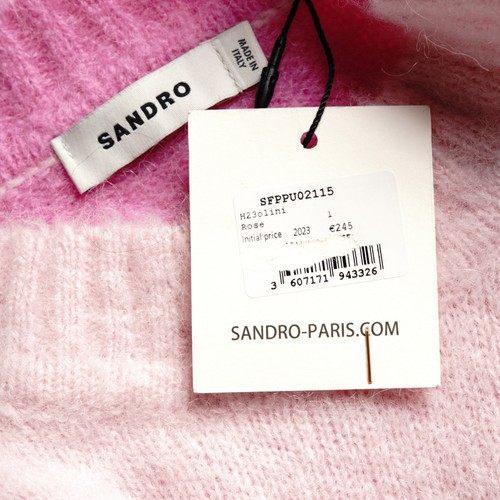 SANDRO
MADE IN
ITALY
SFPPU02115
H23olini 1
Rose
Initial price 2023 €245
3 607171 943326
SANDRO-PARIS.COM